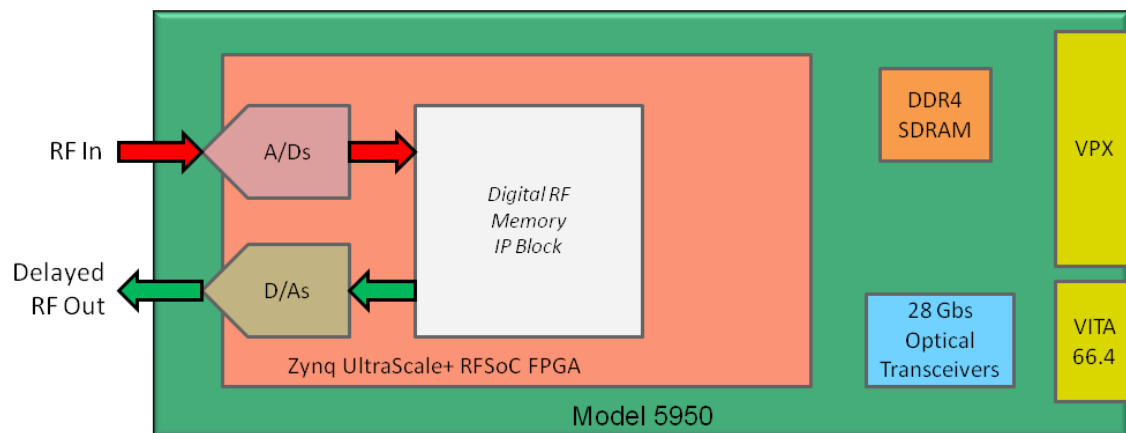 RF In
A/Ds
Digital RF
Memory
IP Block
Delayed
RF Out
D/As
Zynq UltraScale+ RFSoC FPGA
DDR4
SDRAM
28 Gbs
Optical
Transceivers
VPX
VITA
66.4
Model 5950